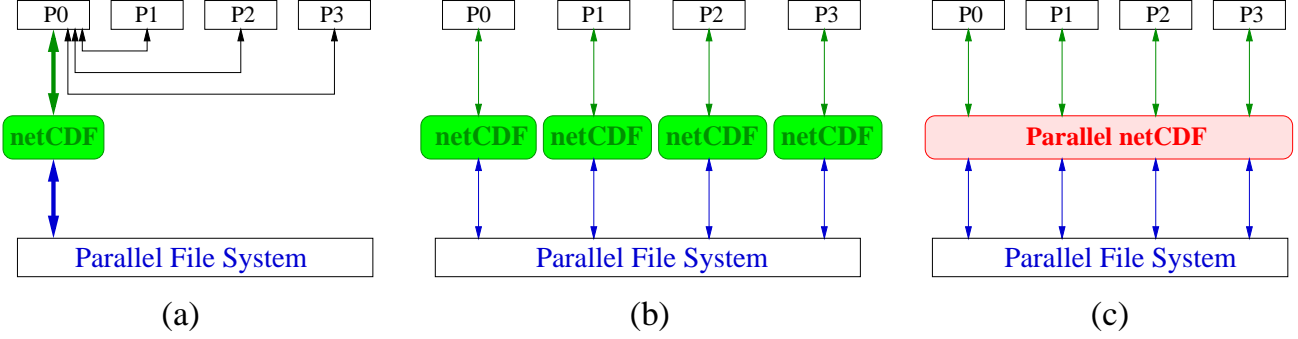 P0 P1 P2 P3
netCDF
Parallel File System
(a)
P0 P1 P2 P3
netCDF netCDF netCDF netCDF
Parallel File System
(b)
P0 P1 P2 P3
Parallel netCDF
Parallel File System
(c)